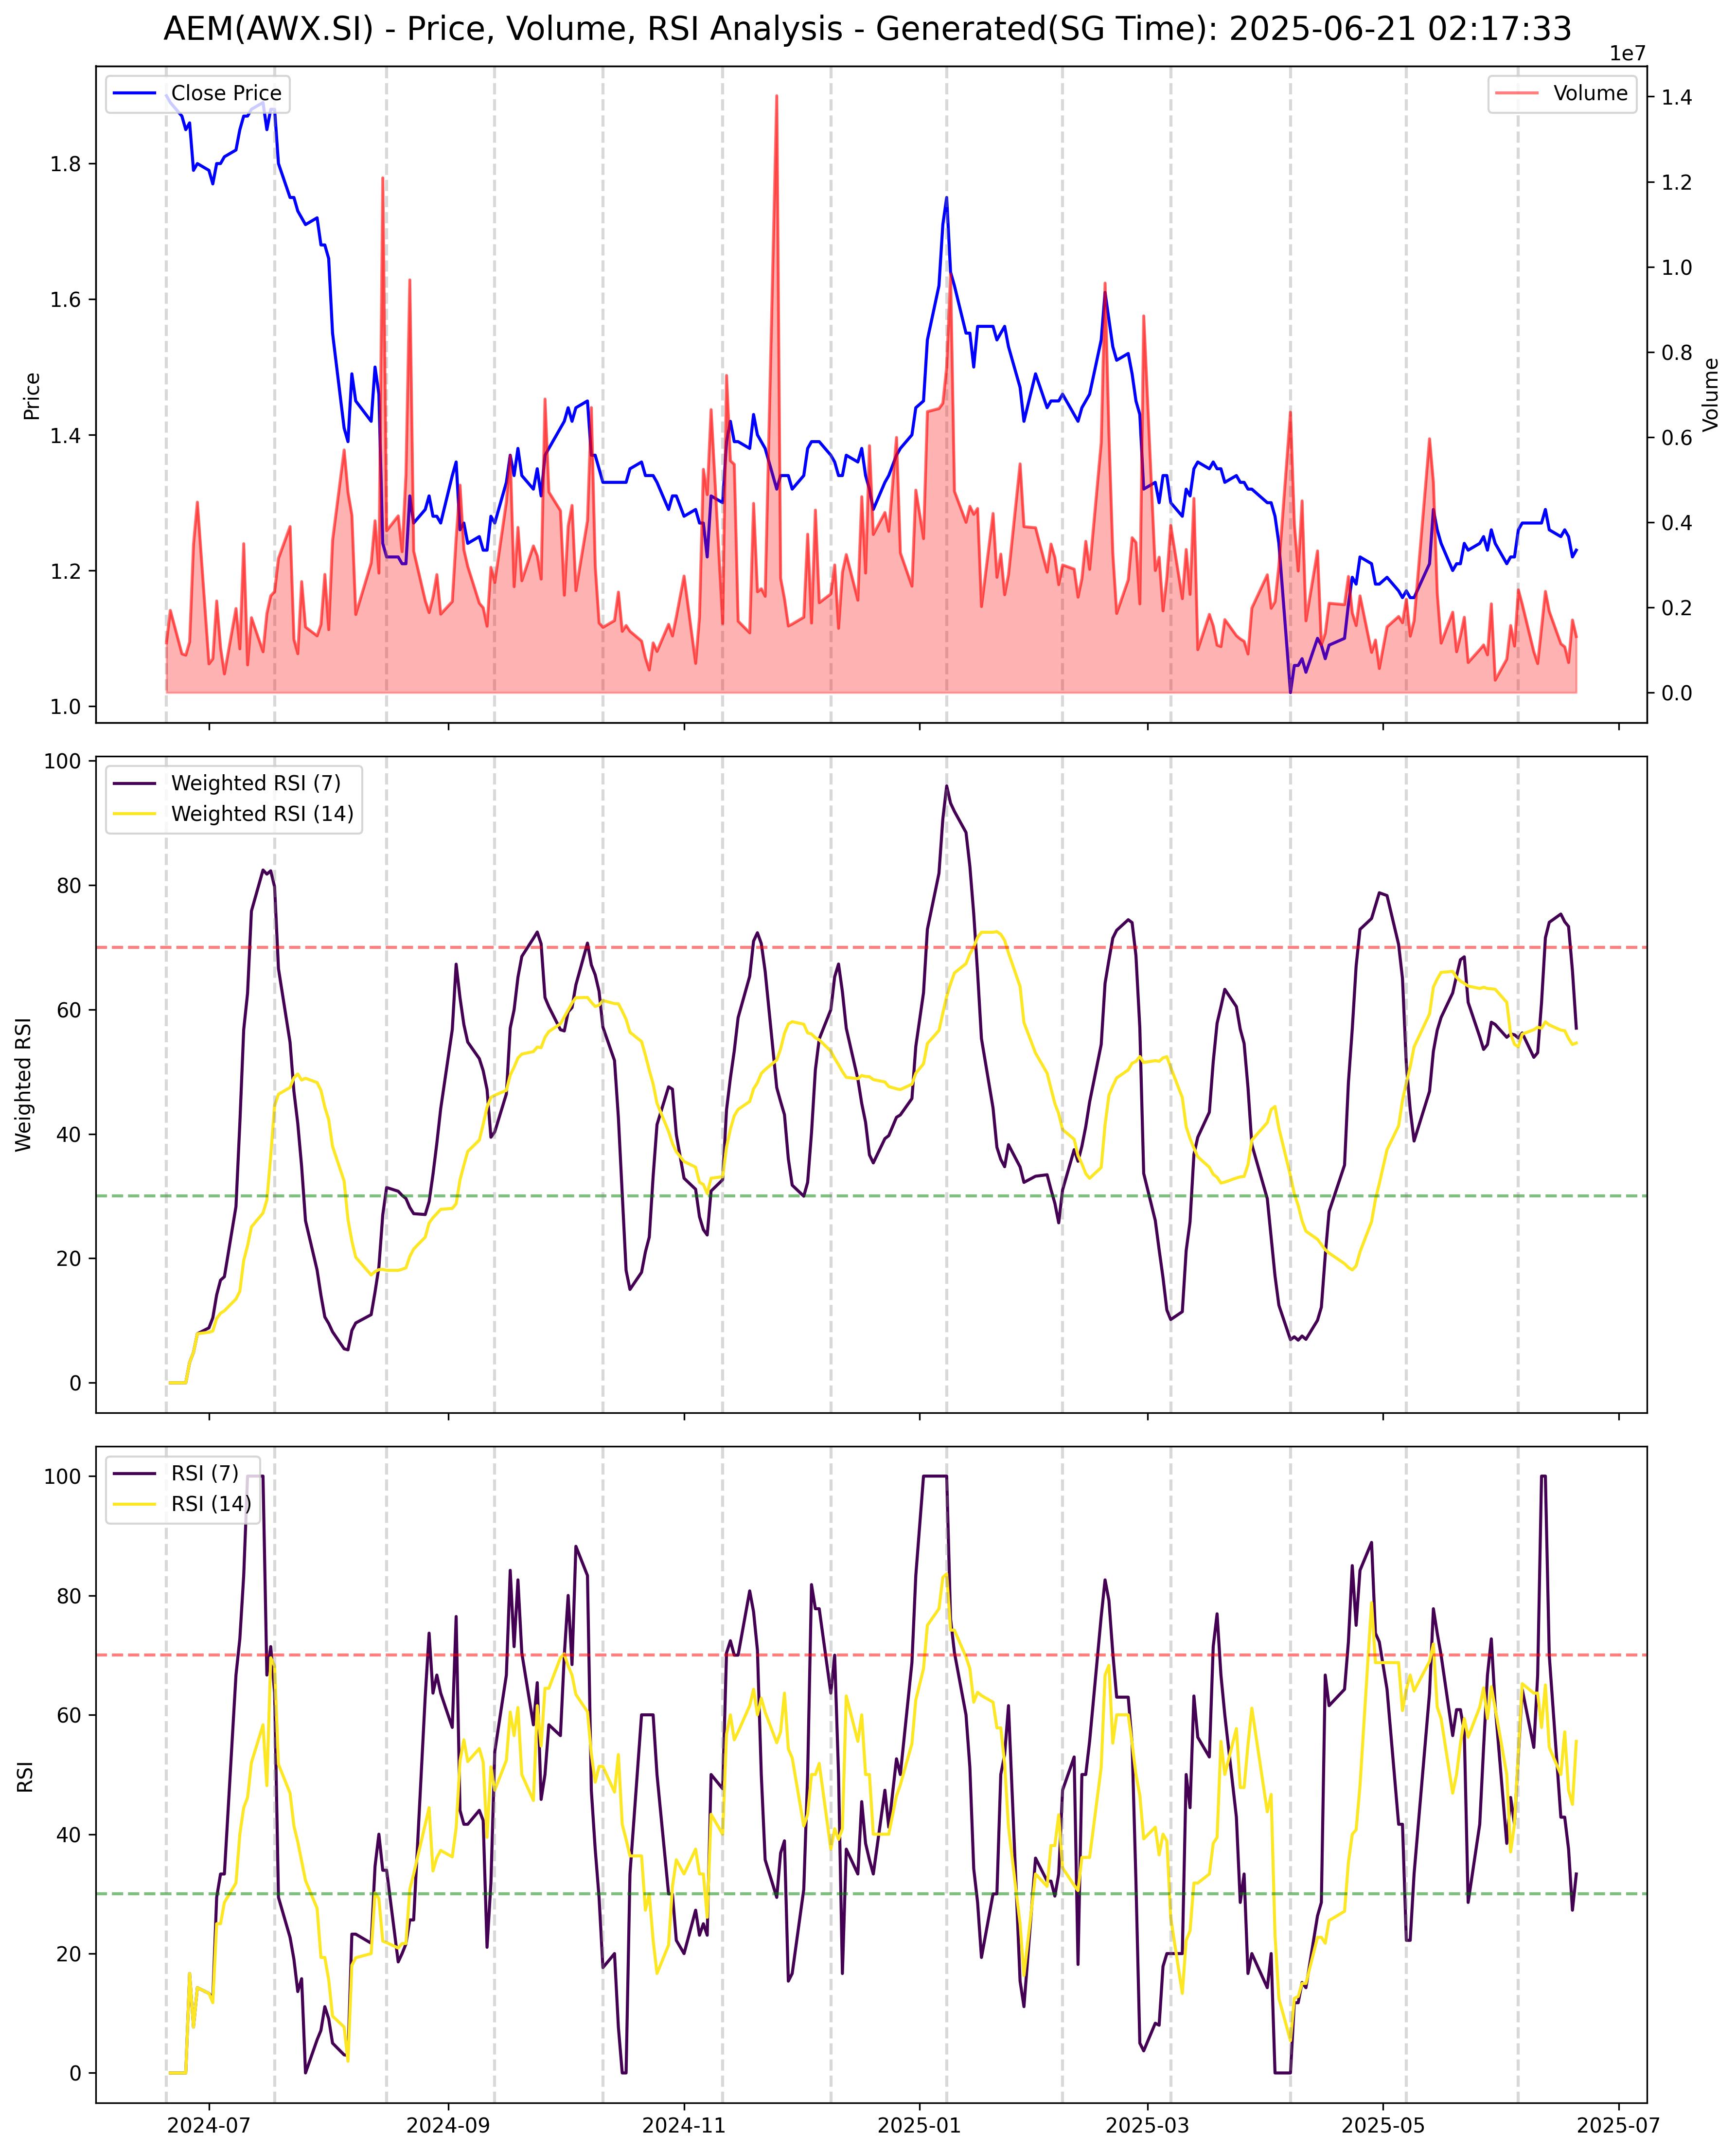 AEM(AWX.SI) - Price, Volume, RSI Analysis - Generated(SG Time): 2025-06-21 02:17:33
1e7
Close Price
Volume
1.8
1.6
1.4
1.2
1.0
Price
1.4
1.2
1.0
0.8
0.6
0.4
0.2
0.0
Volume
Weighted RSI (7)
Weighted RSI (14)
100
80
60
40
20
0
Weighted RSI
RSI (7)
RSI (14)
100
80
60
40
20
0
RSI
2024-07
2024-09
2024-11
2025-01
2025-03
2025-05
2025-07